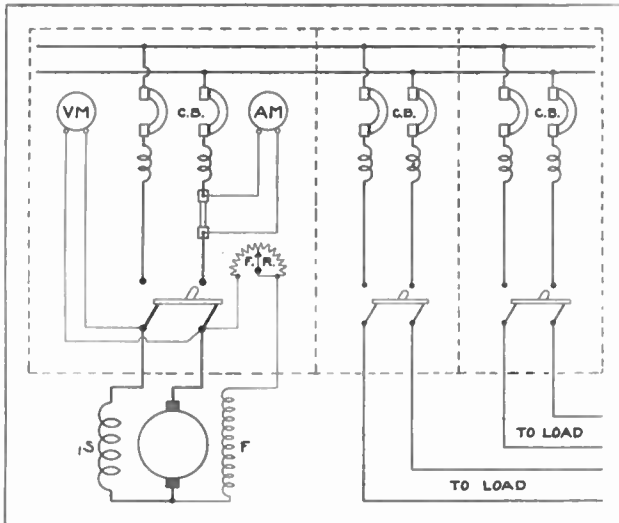 VM
C.B.
AM
C.B.
C.B.
F. R.
S
F
TO LOAD
TO LOAD